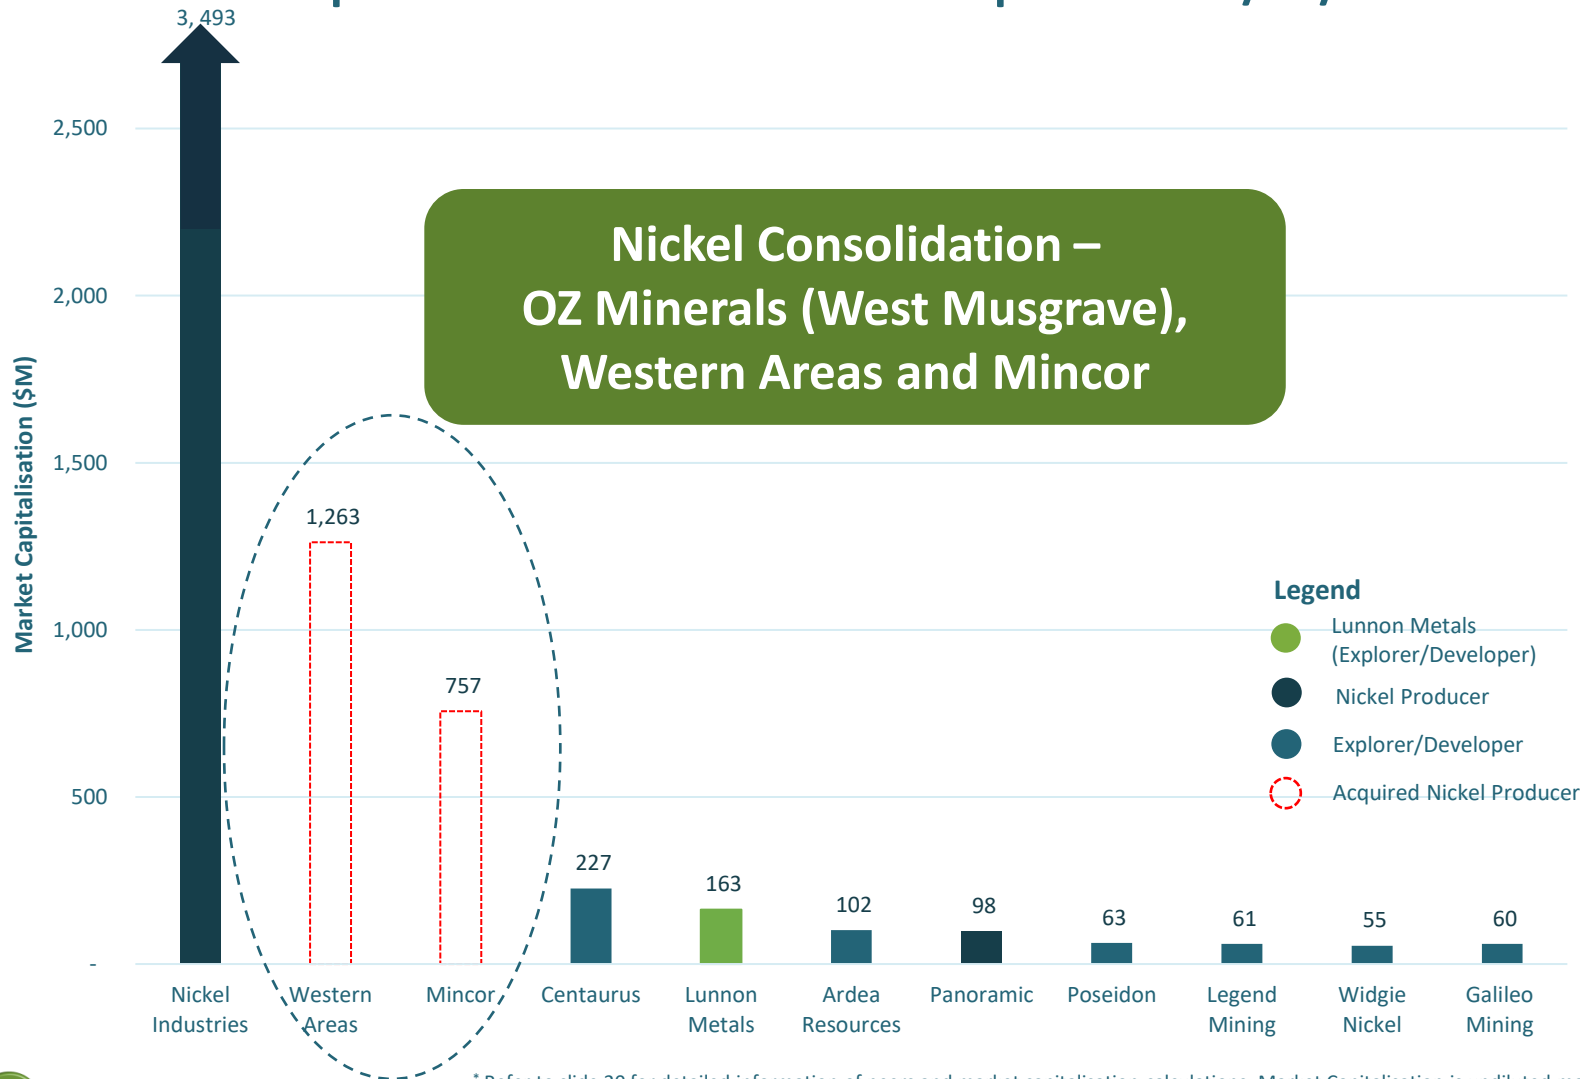 3, 493
2,500
2,000
1,500
1,000
500
-
Market Capitalisation ($M)
Nickel Consolidation –
OZ Minerals (West Musgrave),
Western Areas and Mincor
1,263
757
227
163
102
98
63
61
55
60
Legend
Lunnon Metals
(Explorer/Developer)
Nickel Producer
Explorer/Developer
Acquired Nickel Producer
Nickel
Industries
Western
Areas
Mincor
Centaurus
Lunnon
Metals
Ardea
Resources
Panoramic
Poseidon
Legend
Mining
Widgie
Nickel
Galileo
Mining